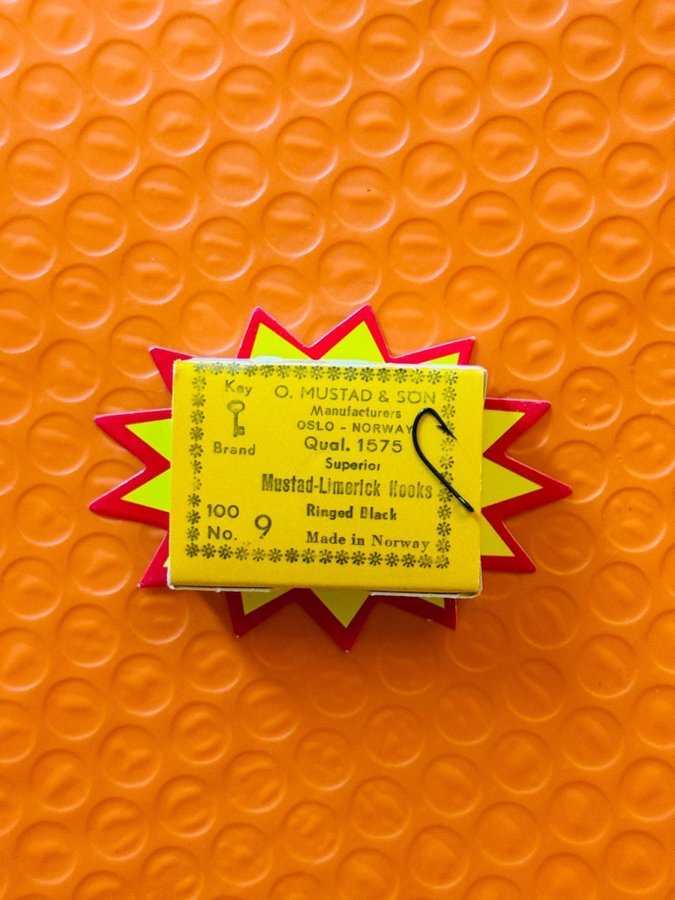 Key
Brand
O. MUSTAD & SÖN
Manufacturers
OSLO - NORWAY
Qual. 1575
Superior
Mustad-Limerick Hooks
Ringed Black
100
No. 9
Made in Norway